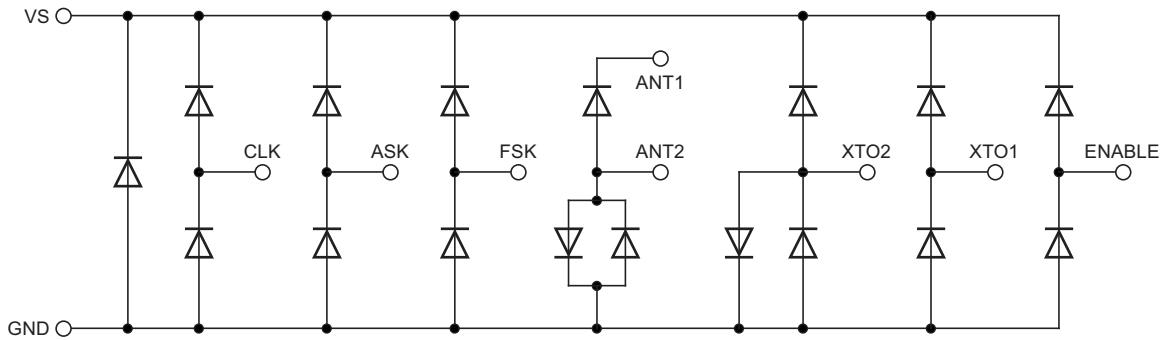 VS
ANT1
CLK
ASK
FSK
ANT2
XTO2
XTO1
ENABLE
GND